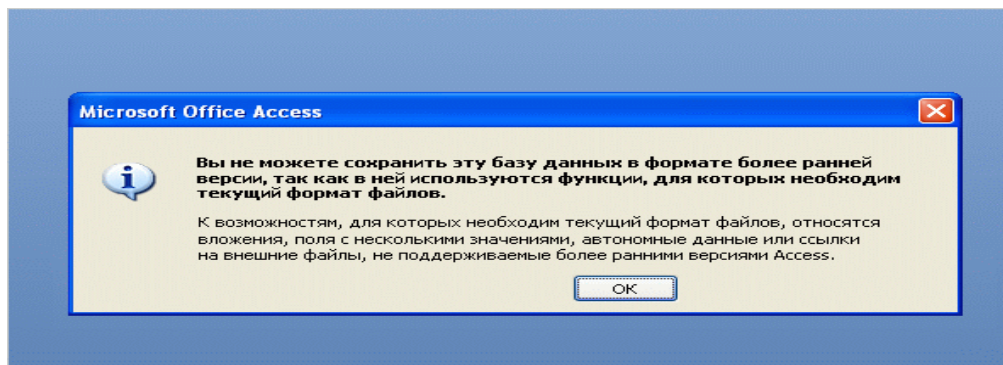 Microsoft Office Access
Вы не можете сохранить эту базу данных в формате более ранней
версии, так как в ней используются функции, для которых необходим
текущий формат файлов.
К возможностям, для которых необходим текущий формат файлов, относятся
вложения, поля с несколькими значениями, автономные данные или ссылки
на внешние файлы, не поддерживаемые более ранними версиями Access.
OK